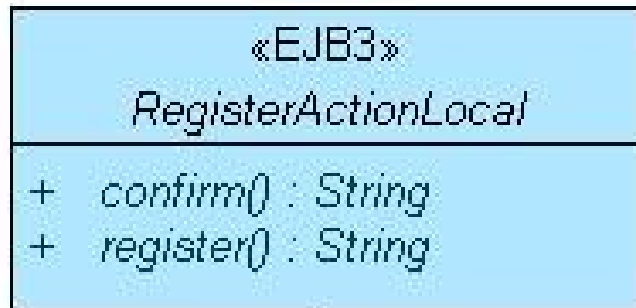 «EJB3»
RegisterActionLocal
+ confirm() : String
+ register() : String